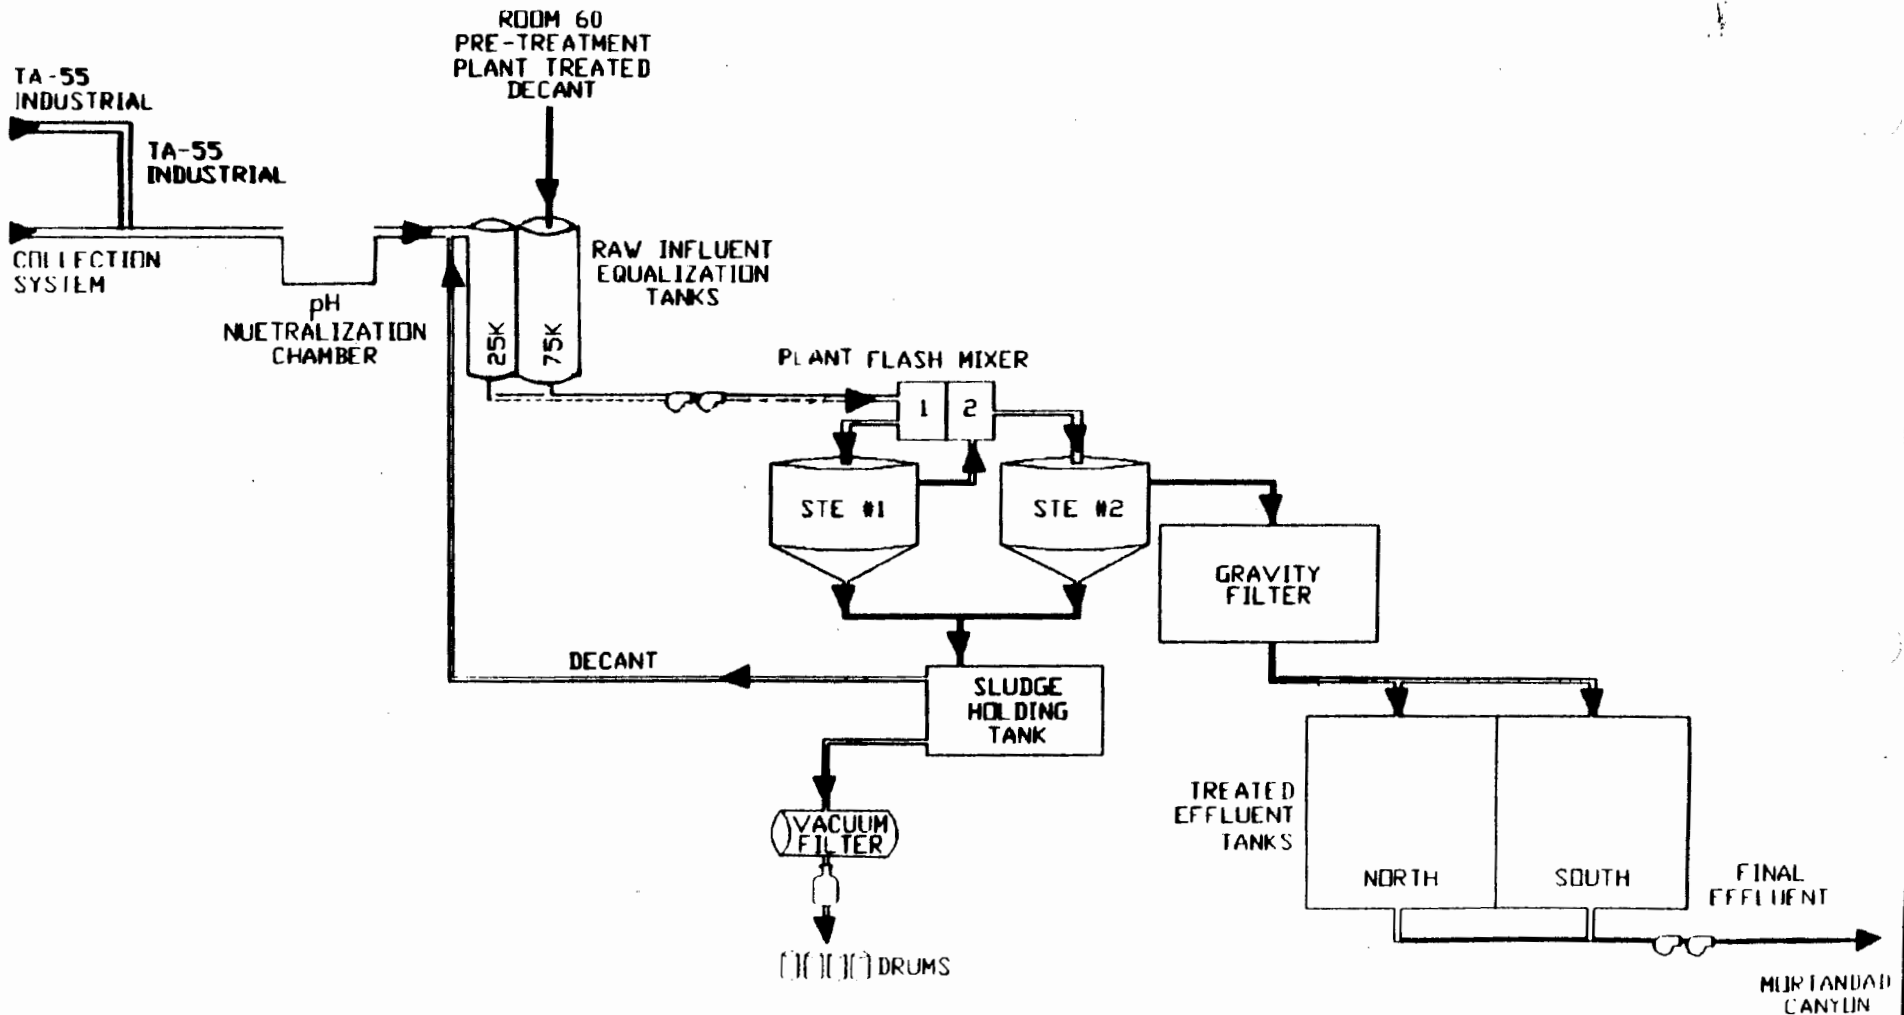 ROOM 60
PRE-TREATMENT
PLANT TREATED
DECANT
TA-55
INDUSTRIAL
TA-55
INDUSTRIAL
COLLECTION
SYSTEM
pH
NUETRALIZATION
CHAMBER
RAW INFLUENT
EQUALIZATION
TANKS
25K
75K
PLANT FLASH MIXER
1
2
STE #1
STE #2
GRAVITY
FILTER
DECANT
SLUDGE
HOLDING
TANK
VACUUM
FILTER
DRUMS
TREATED
EFFLUENT
TANKS
NORTH
SOUTH
FINAL
EFFLUENT
MORTANDAD
CANYON